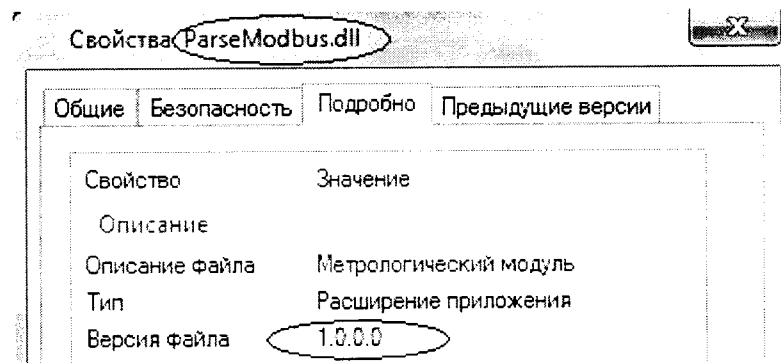 Свойства ParseModbus.dll
Общие Безопасность Подробно Предыдущие версии
Свойство Значение
Описание
Описание файла Метрологический модуль
Тип Расширение приложения
Версия файла 1.0.0.0